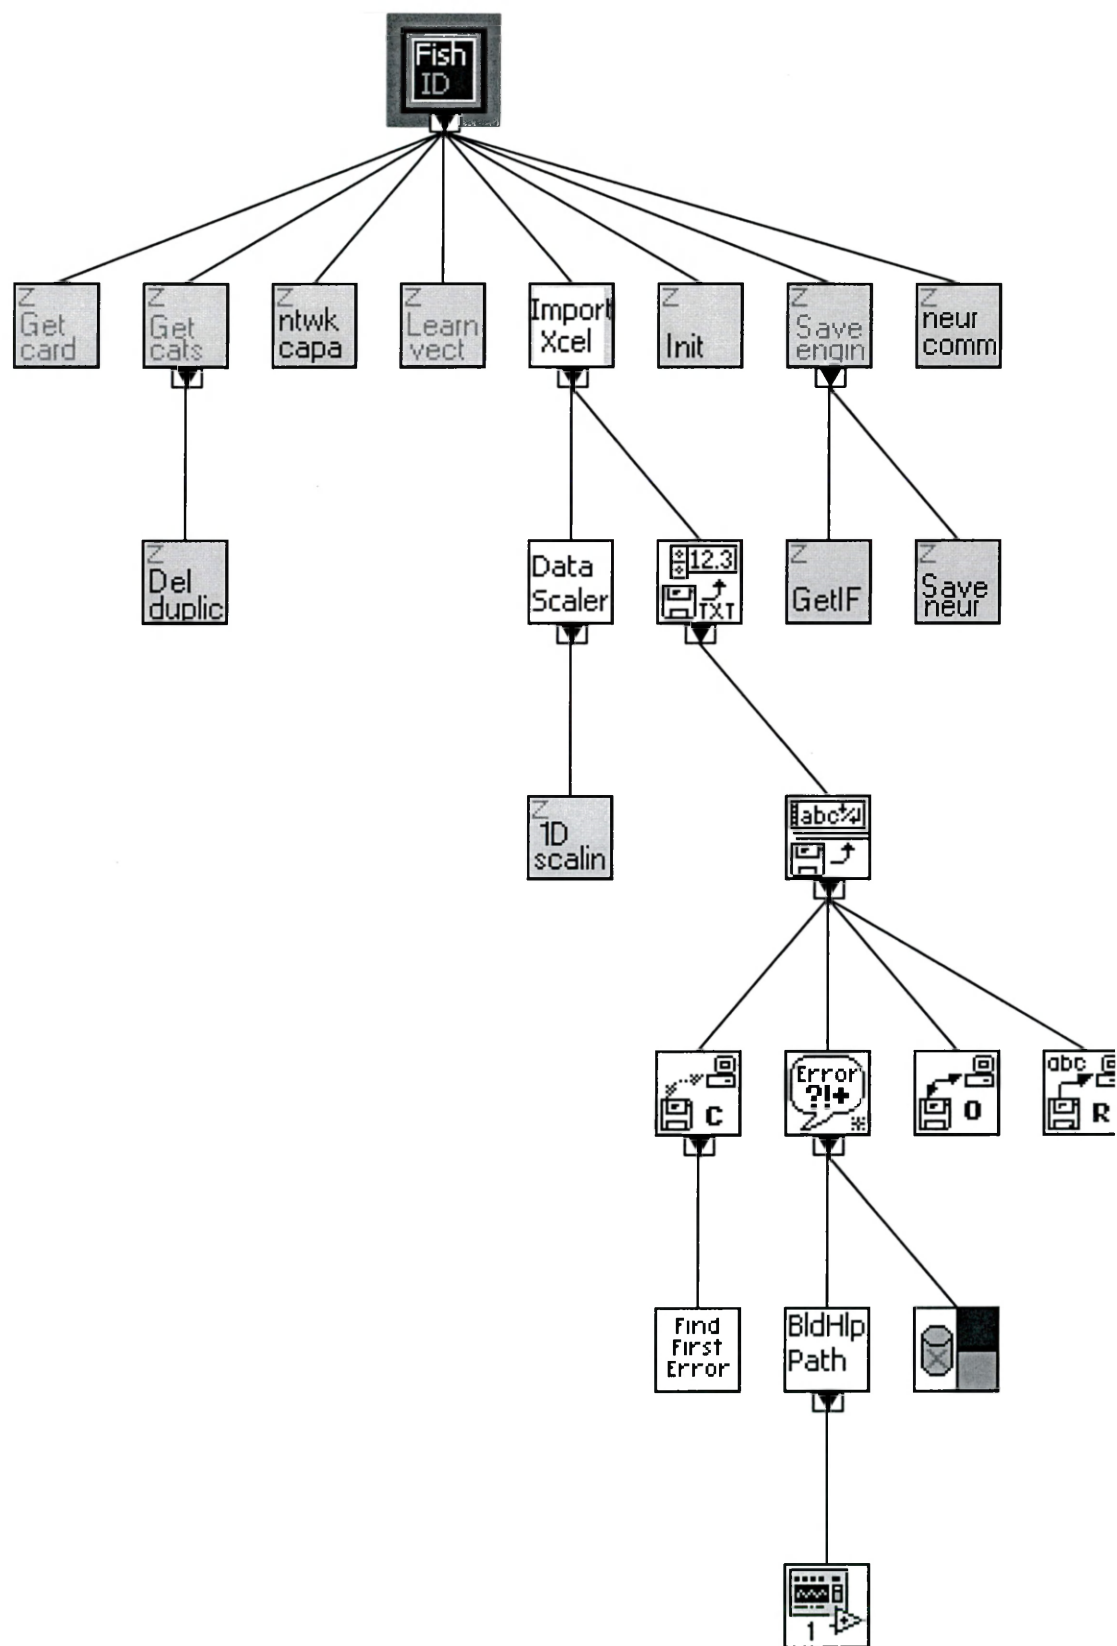 Fish
ID
Z
Get
card
Z
Get
cats
Z
ntwk
capa
Z
Learn
vect
Import
Xcel
Z
Init
Z
Save
engin
Z
neur
comm
Z
Del
duplic
Data
Scaler
12.3
TXT
Z
GetIF
Z
Save
neur
Z
1D
scalin
abc
C
Error
?!+
O
abc
R
Find
First
Error
BldHlp
Path
1